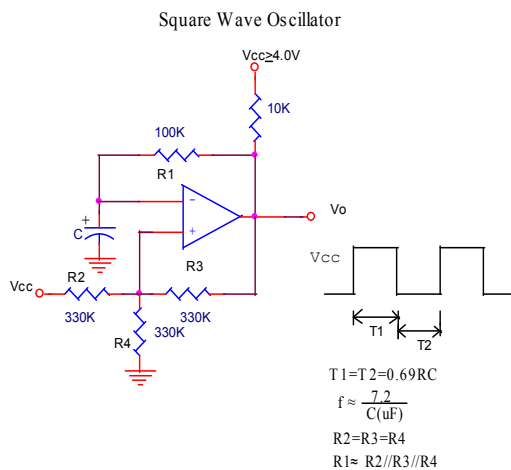 Square Wave Oscillator
Vcc≥4.0V
10K
100K
R1
−
+
Vo
+
C
R2
R3
Vcc
330K
330K
330K
R4
Vcc
T1
T2
T1=T2=0.69RC
f ≈ 7.2
C(uF)
R2=R3=R4
R1≈ R2//R3//R4